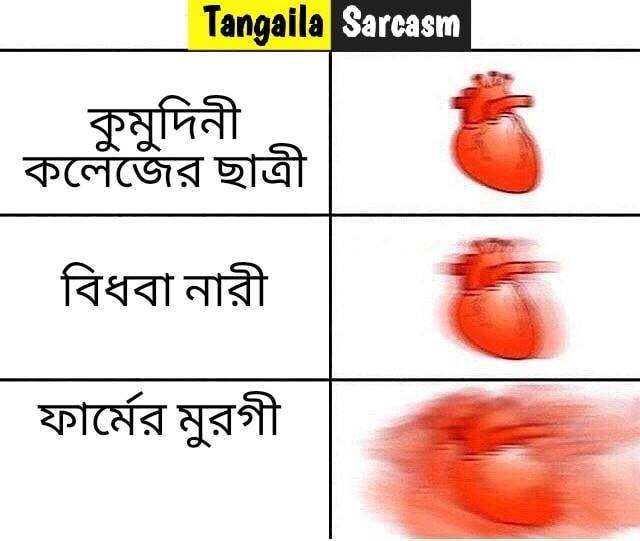 Tangaila Sarcasm
কুমুদিনী
কলেজের ছাত্রী
বিধবা নারী
ফার্মের মুরগী